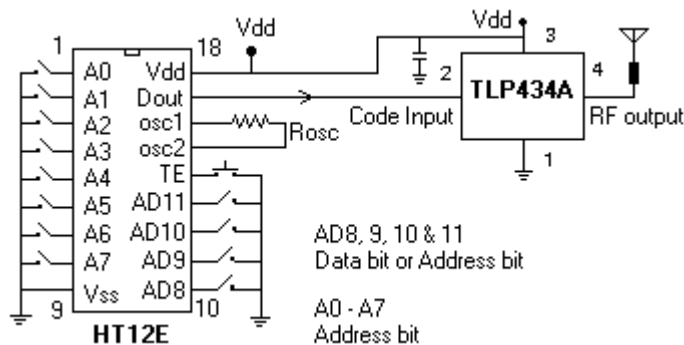 1
18
Vdd
Vdd
3
A0
Vdd
2
TLP434A
4
A1
Dout
Code Input
RF output
A2
osc1
Rosc
A3
osc2
1
A4
TE
A5
AD11
A6
AD10
A7
AD9
Vss
AD8
9
10
HT12E
AD8, 9, 10 & 11
Data bit or Address bit
A0 - A7
Address bit